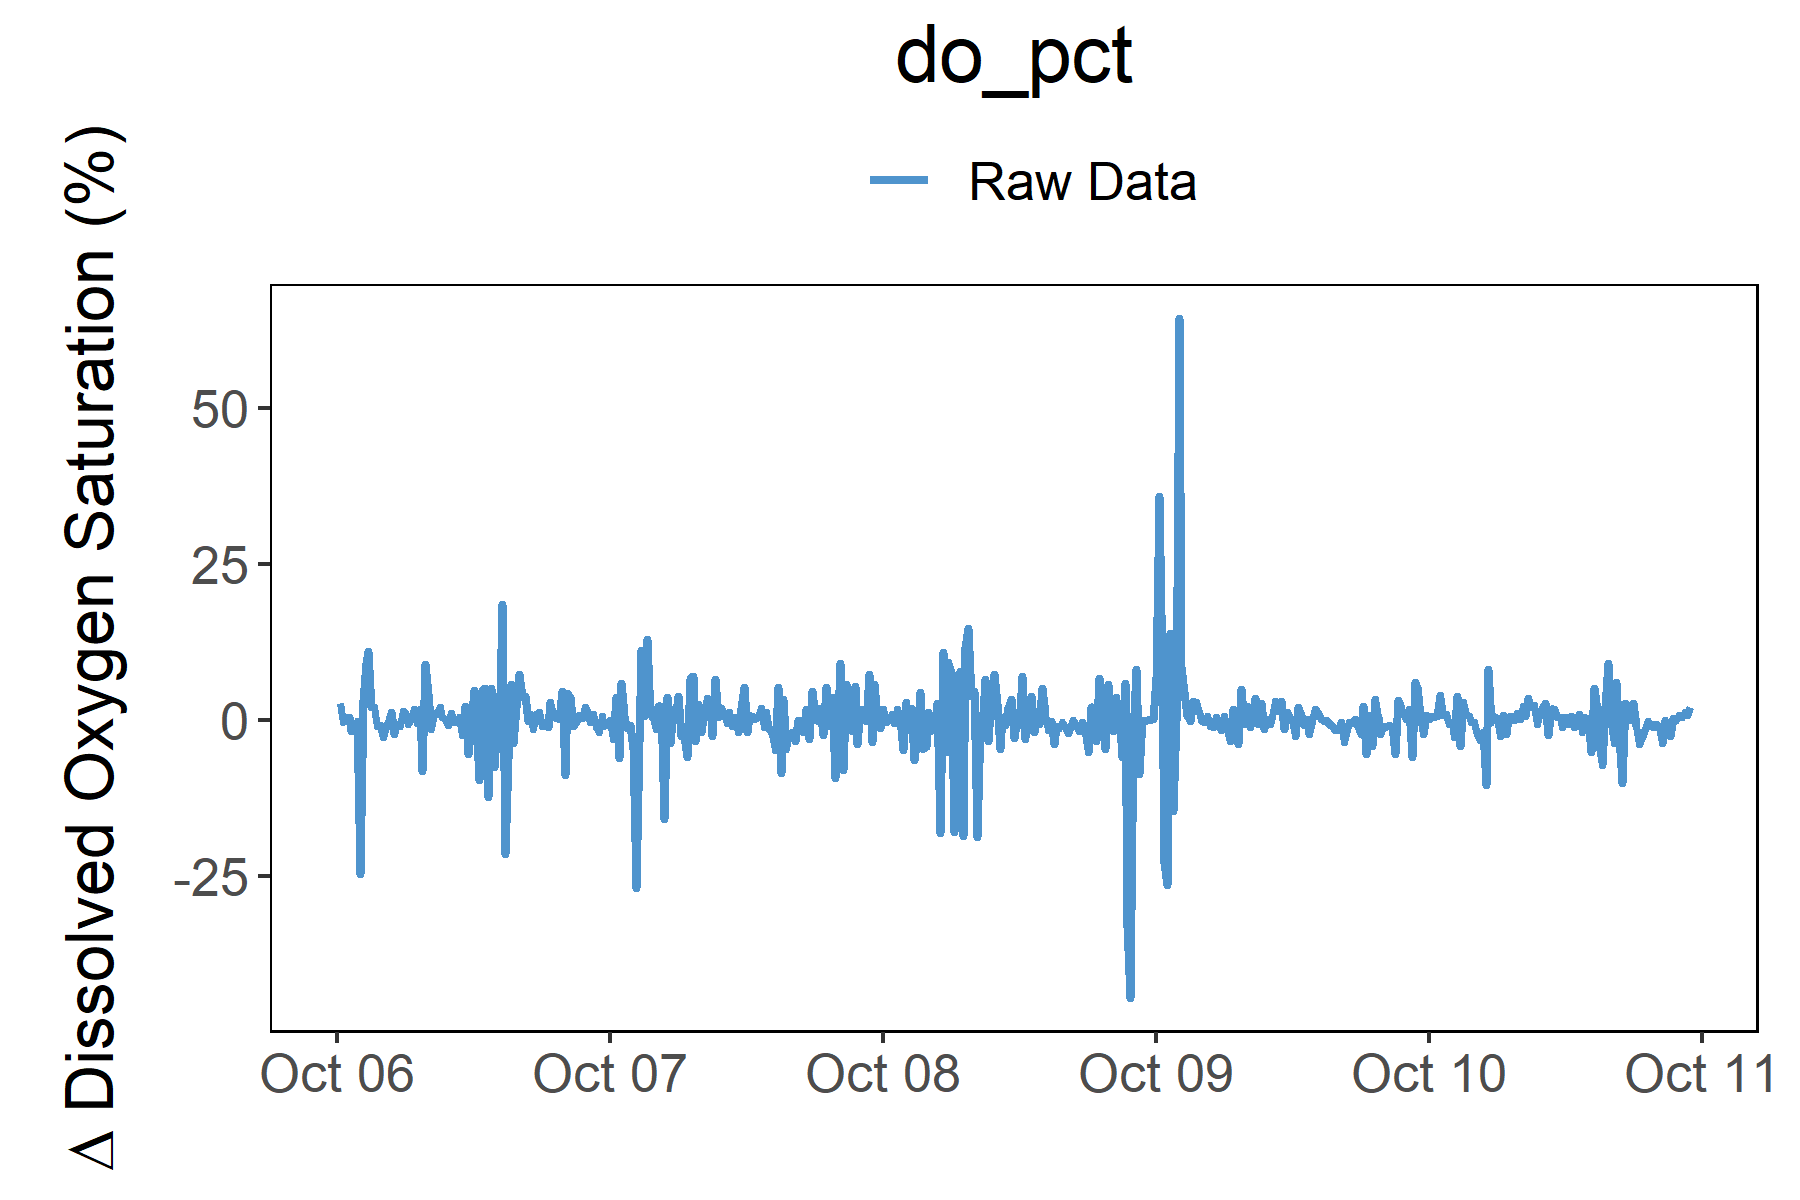 do_pct
Raw Data
Δ Dissolved Oxygen Saturation (%)
50
25
0
-25
Oct 06 Oct 07 Oct 08 Oct 09 Oct 10 Oct 11